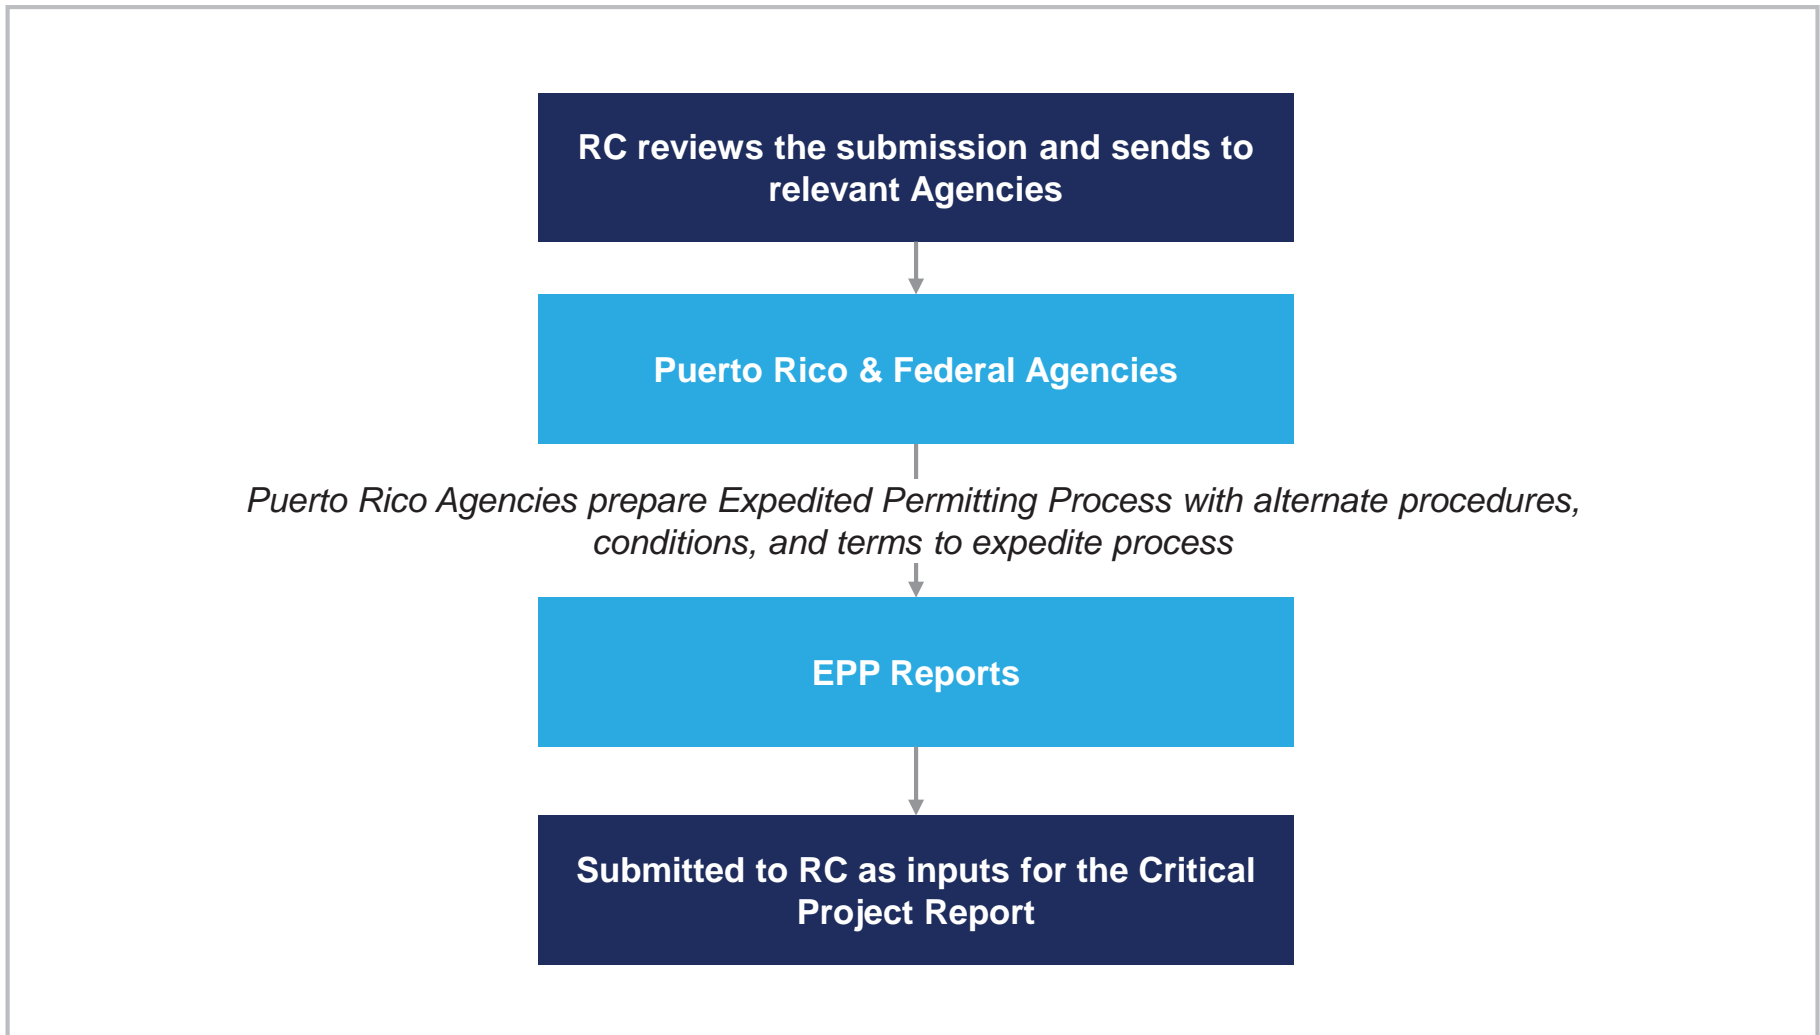 RC reviews the submission and sends to
relevant Agencies
Puerto Rico & Federal Agencies
Puerto Rico Agencies prepare Expedited Permitting Process with alternate procedures,
conditions, and terms to expedite process
EPP Reports
Submitted to RC as inputs for the Critical
Project Report